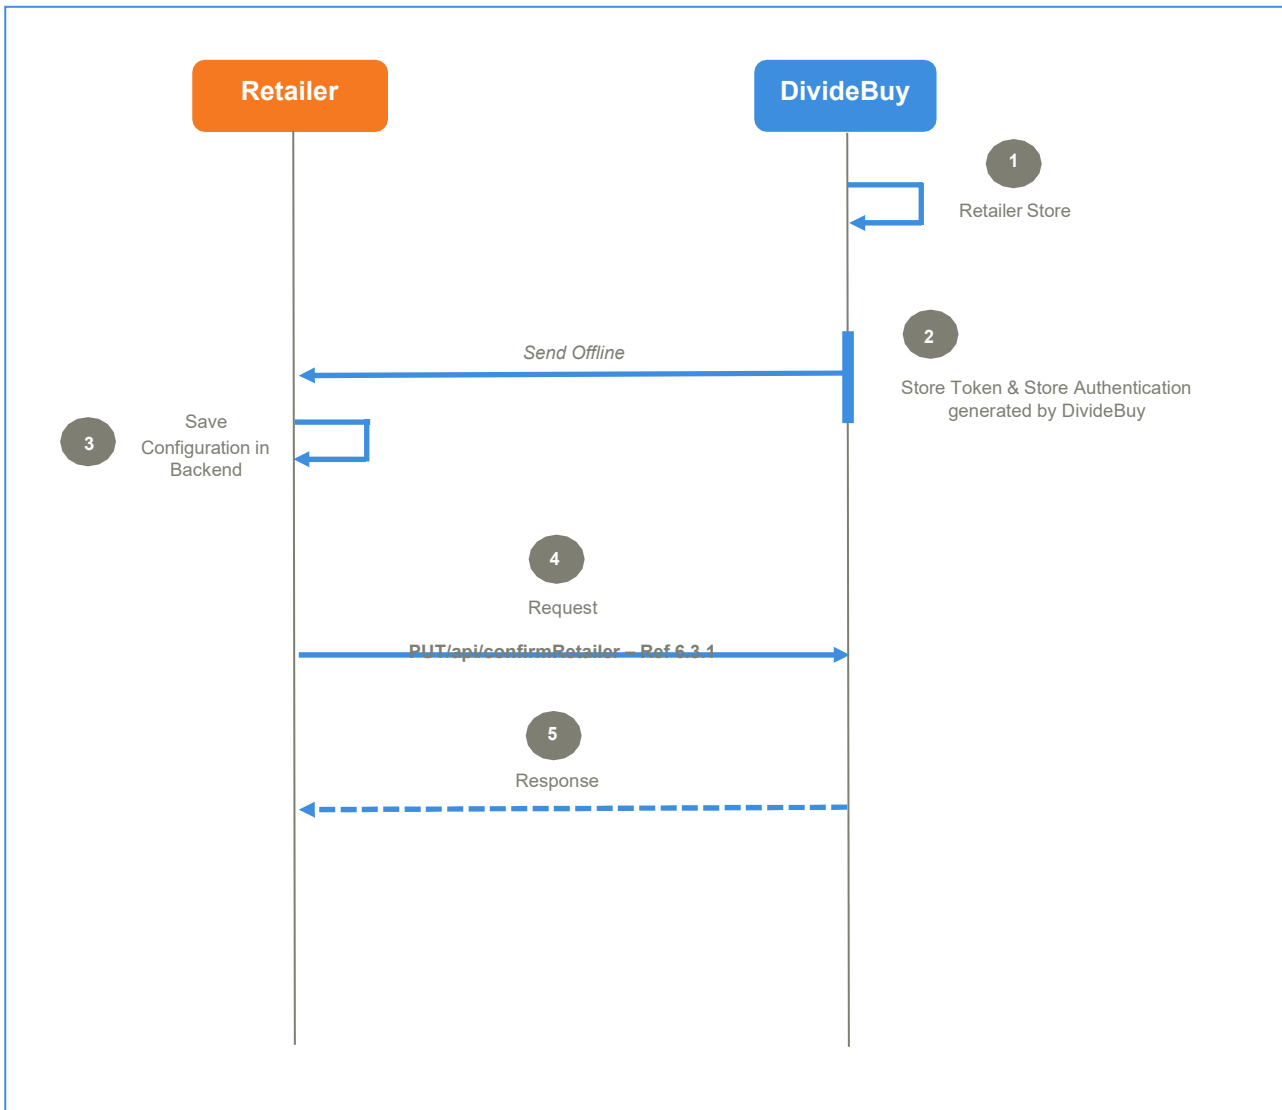 Retailer
DivideBuy
1
Retailer Store
2
Send Offline
Store Token & Store Authentication
generated by DivideBuy
3
Save
Configuration in
Backend
4
Request
PUT/api/confirmRetailer – Ref 6.3.1
5
Response